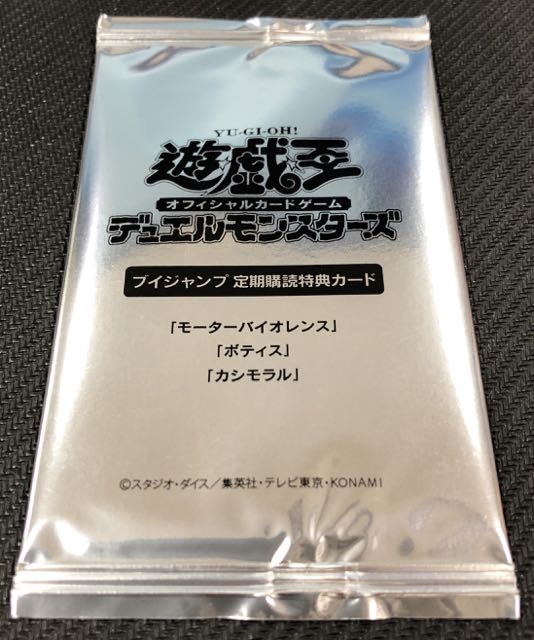 YU-GI-OH!
遊☆戯☆王
オフィシャルカードゲーム
デュエルモンスターズ
ブイジャンプ 定期購読特典カード
「モーターバイオレンス」
「ボティス」
「カシモラル」
©スタジオ・ダイス／集英社・テレビ東京・KONAMI